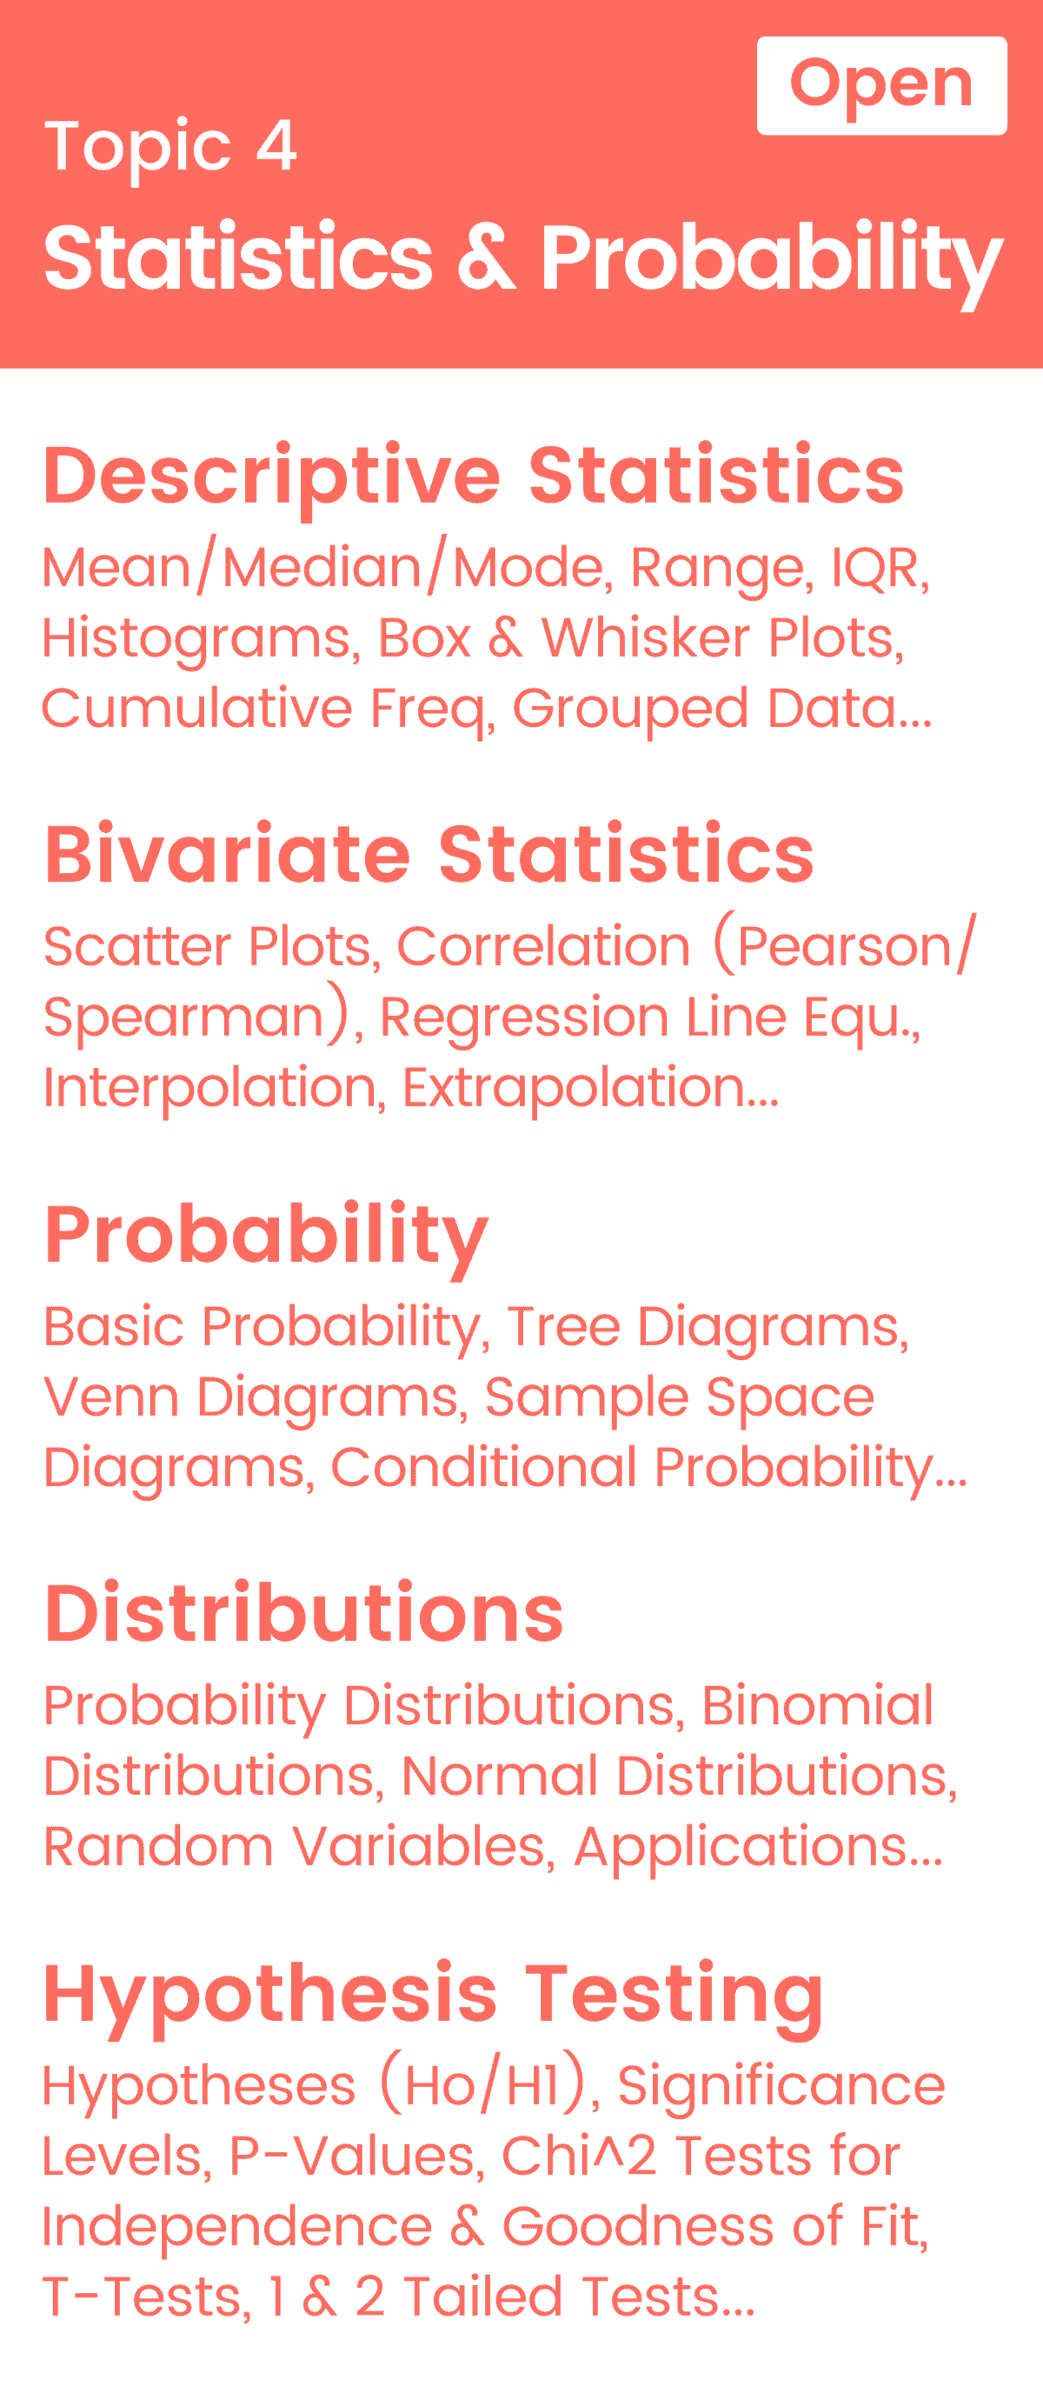 Open
Topic 4
Statistics & Probability
Descriptive Statistics
Mean/Median/Mode, Range, IQR,
Histograms, Box & Whisker Plots,
Cumulative Freq, Grouped Data...
Bivariate Statistics
Scatter Plots, Correlation (Pearson/
Spearman), Regression Line Equ.,
Interpolation, Extrapolation...
Probability
Basic Probability, Tree Diagrams,
Venn Diagrams, Sample Space
Diagrams, Conditional Probability...
Distributions
Probability Distributions, Binomial
Distributions, Normal Distributions,
Random Variables, Applications...
Hypothesis Testing
Hypotheses (Ho/H1), Significance
Levels, P-Values, Chi^2 Tests for
Independence & Goodness of Fit,
T-Tests, 1 & 2 Tailed Tests...